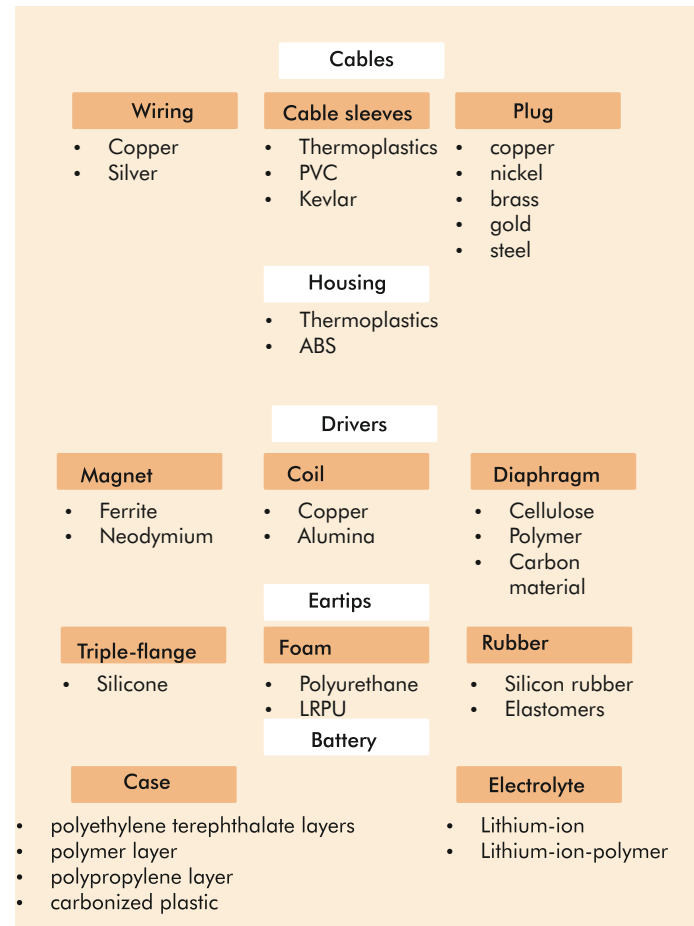 Cables
Wiring
• Copper
• Silver
Cable sleeves
• Thermoplastics
• PVC
• Kevlar
Plug
• copper
• nickel
• brass
• gold
• steel
Housing
• Thermoplastics
• ABS
Drivers
Magnet
• Ferrite
• Neodymium
Coil
• Copper
• Alumina
Diaphragm
• Cellulose
• Polymer
• Carbon
material
Eartips
Triple-flange
• Silicone
Foam
• Polyurethane
• LRPU
Rubber
• Silicon rubber
• Elastomers
Battery
Case
• polyethylene terephthalate layers
• polymer layer
• polypropylene layer
• carbonized plastic
Electrolyte
• Lithium-ion
• Lithium-ion-polymer